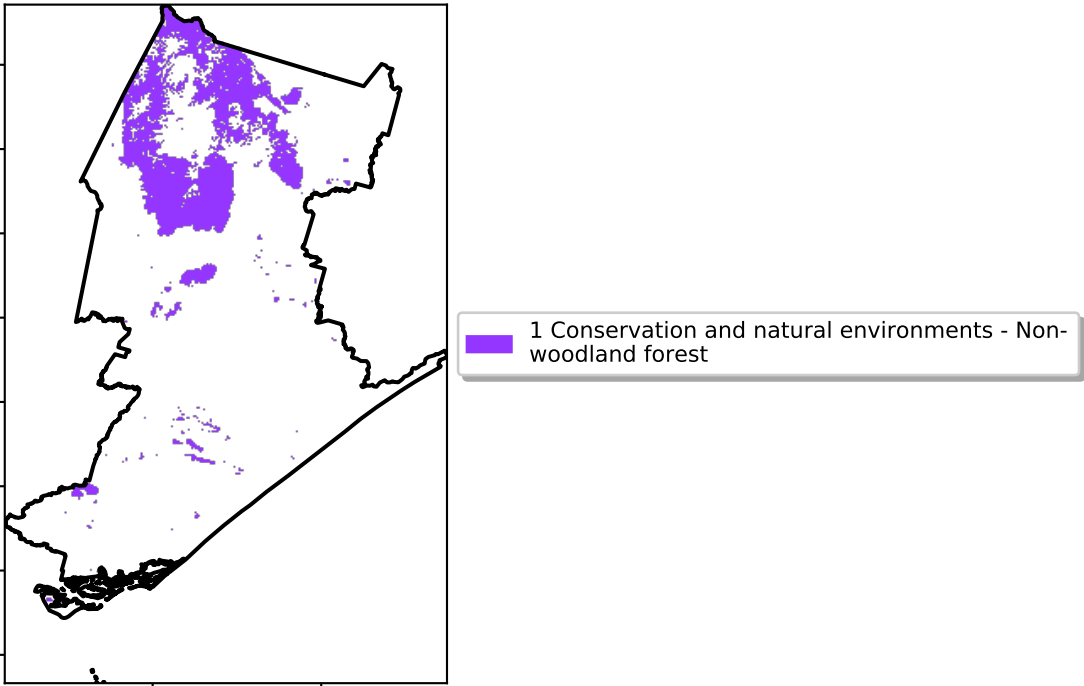 1 Conservation and natural environments - Non-
woodland forest